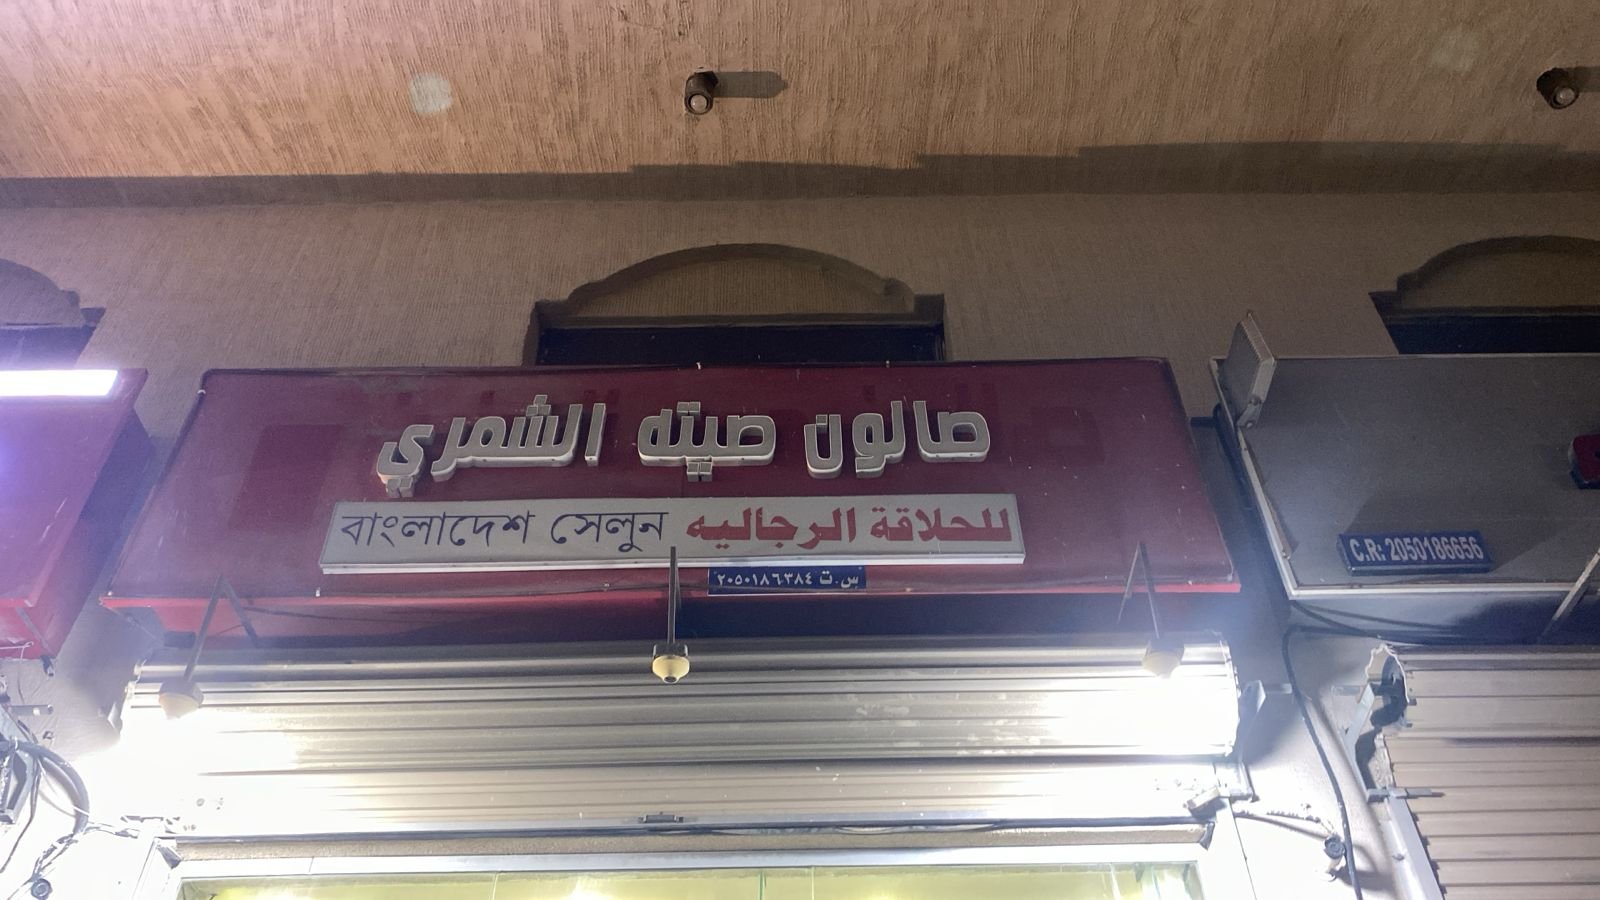 صالون صيته الشمري
للحلاقة الرجاليه বাংলাদেশ সেলুন
س.ت ٢٠٥٠١٨٦٣٨٤
C.R: 2050186656